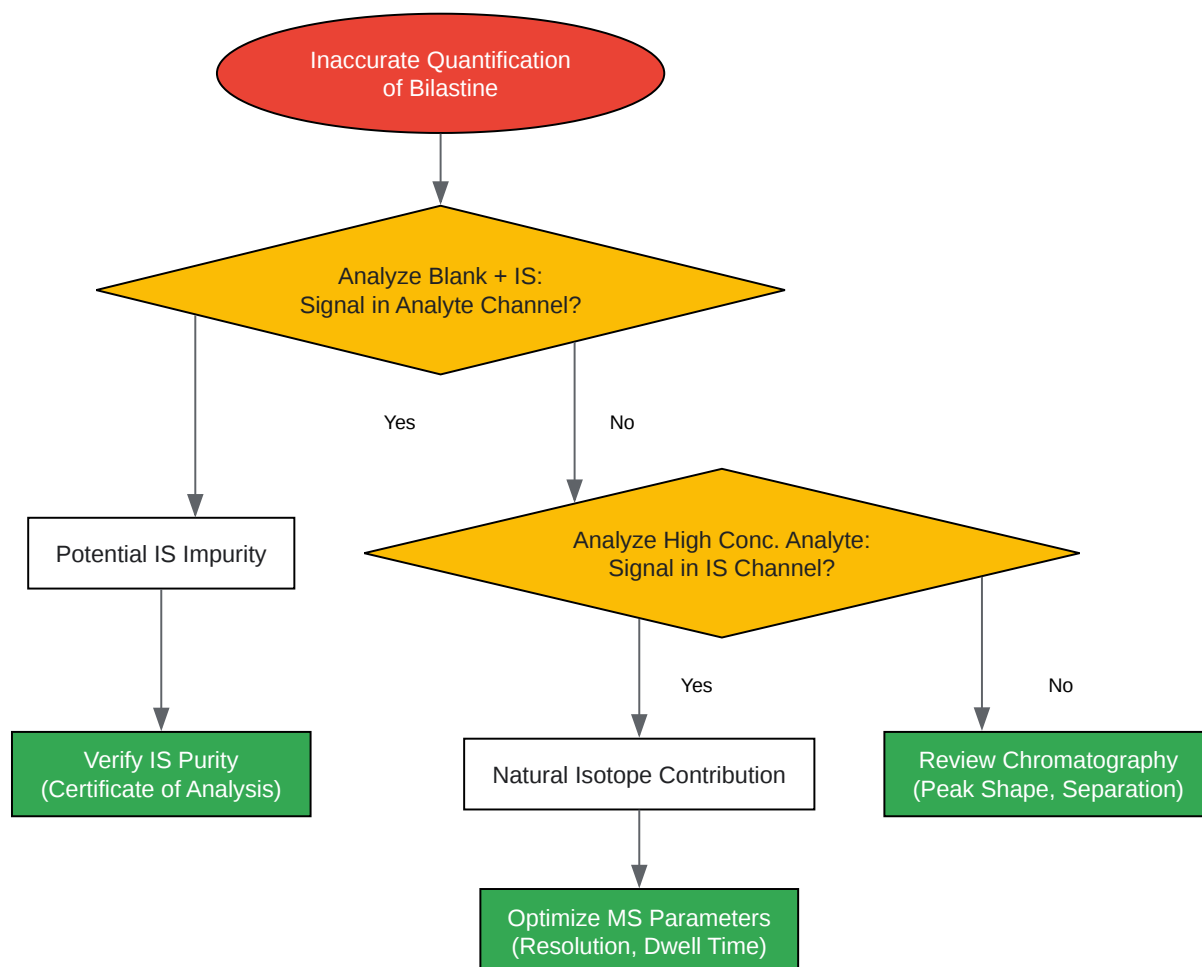 Inaccurate Quantification
of Bilastine
Analyze Blank + IS:
Signal in Analyte Channel?
Yes
No
Potential IS Impurity
Analyze High Conc. Analyte:
Signal in IS Channel?
Yes
No
Verify IS Purity
(Certificate of Analysis)
Natural Isotope Contribution
Review Chromatography
(Peak Shape, Separation)
Optimize MS Parameters
(Resolution, Dwell Time)